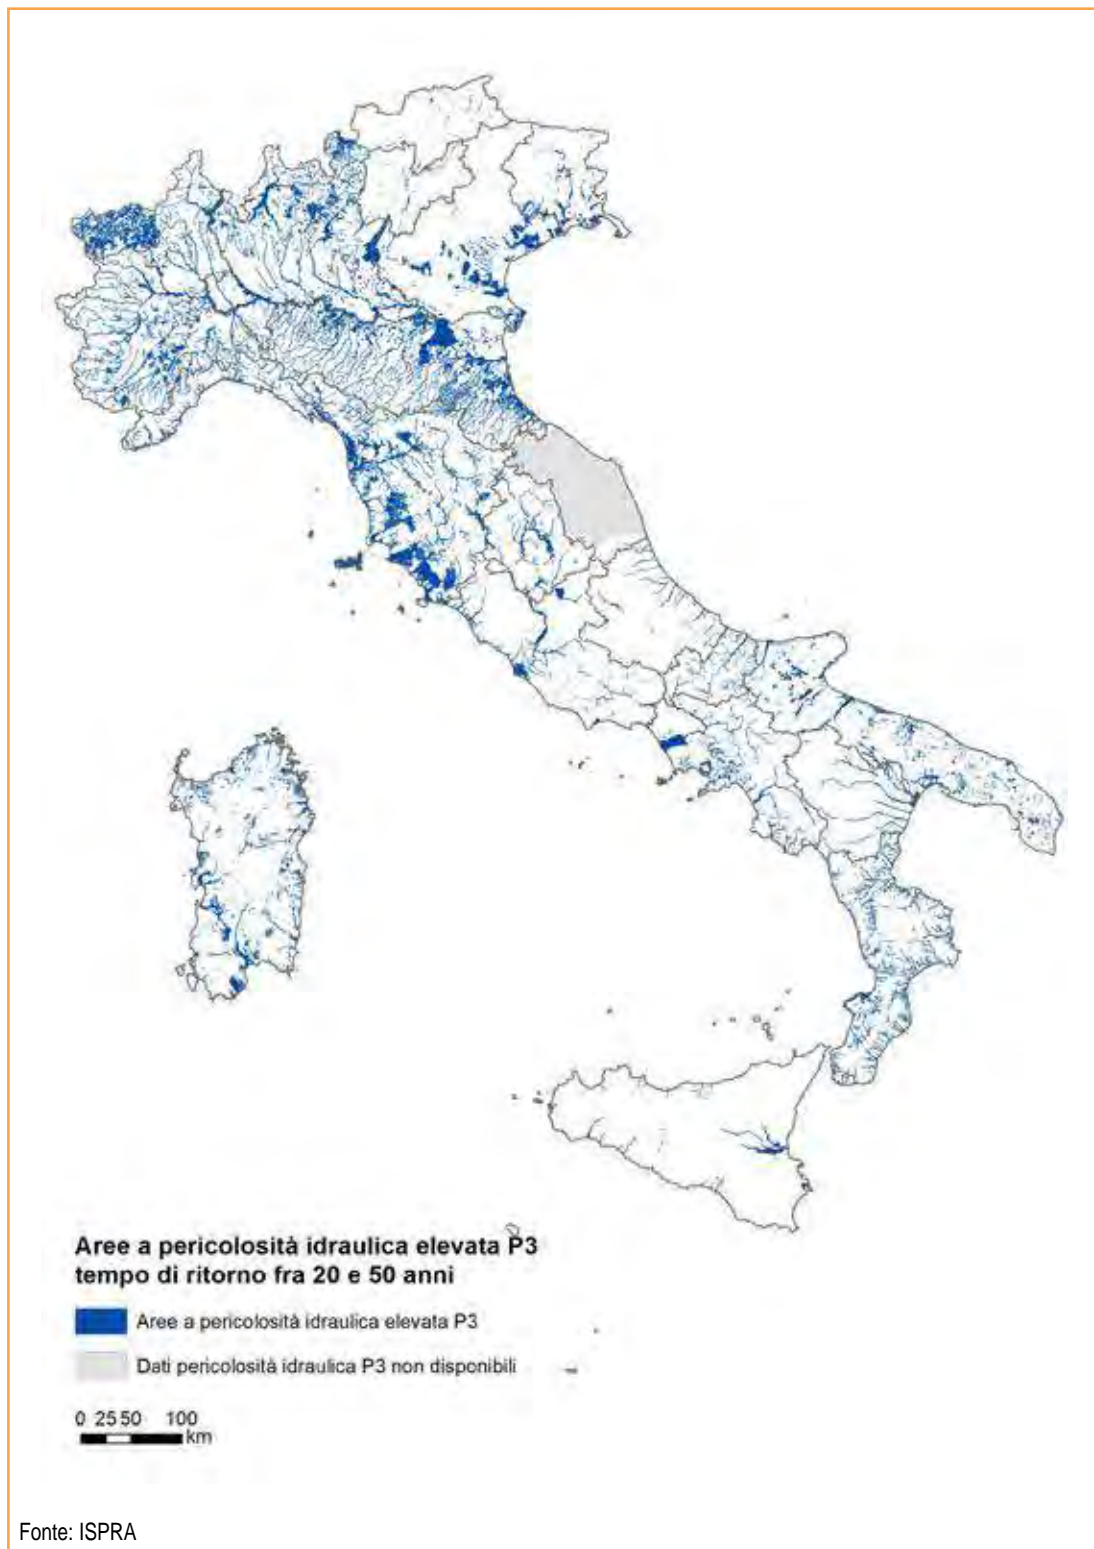 Aree a pericolosità idraulica elevata P3
tempo di ritorno fra 20 e 50 anni
Aree a pericolosità idraulica elevata P3
Dati pericolosità idraulica P3 non disponibili
0 25 50 100
km
Fonte: ISPRA